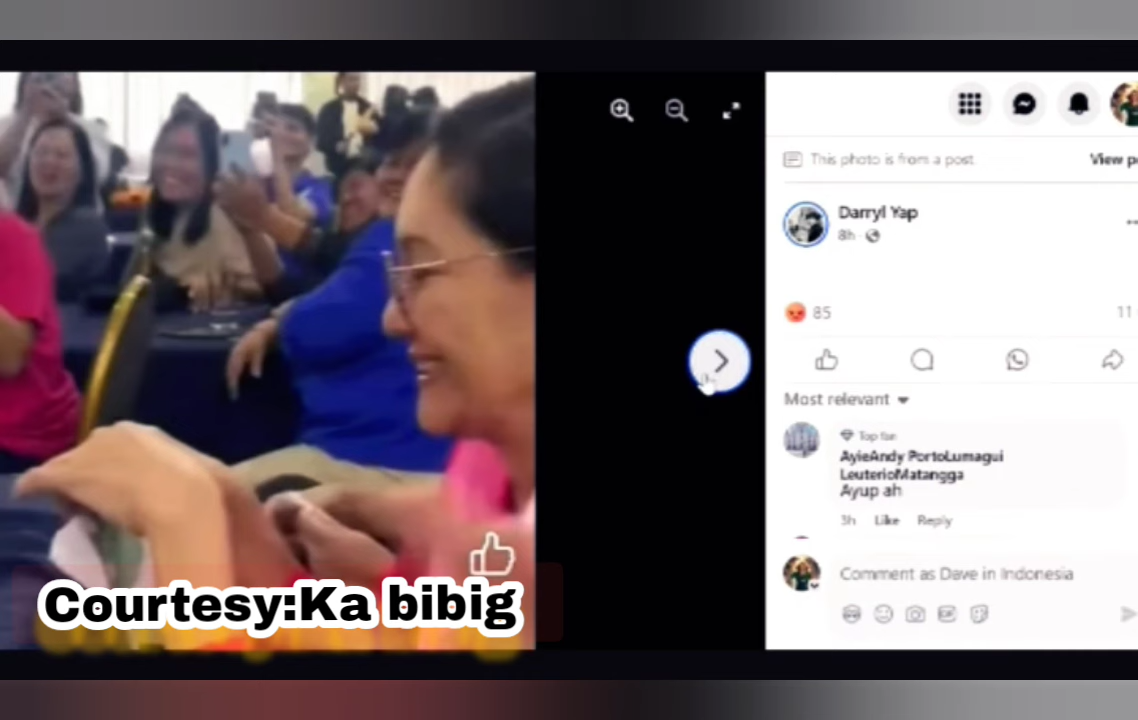 This photo is from a post.
View
Darryl Yap
8h
85
11
Most relevant
Top fan
AyieAndy PortoLumagui
LeuterioMatangga
Ayup ah
3h Like Reply
Comment as Dave in Indonesia
GIF
Courtesy:Ka bibig